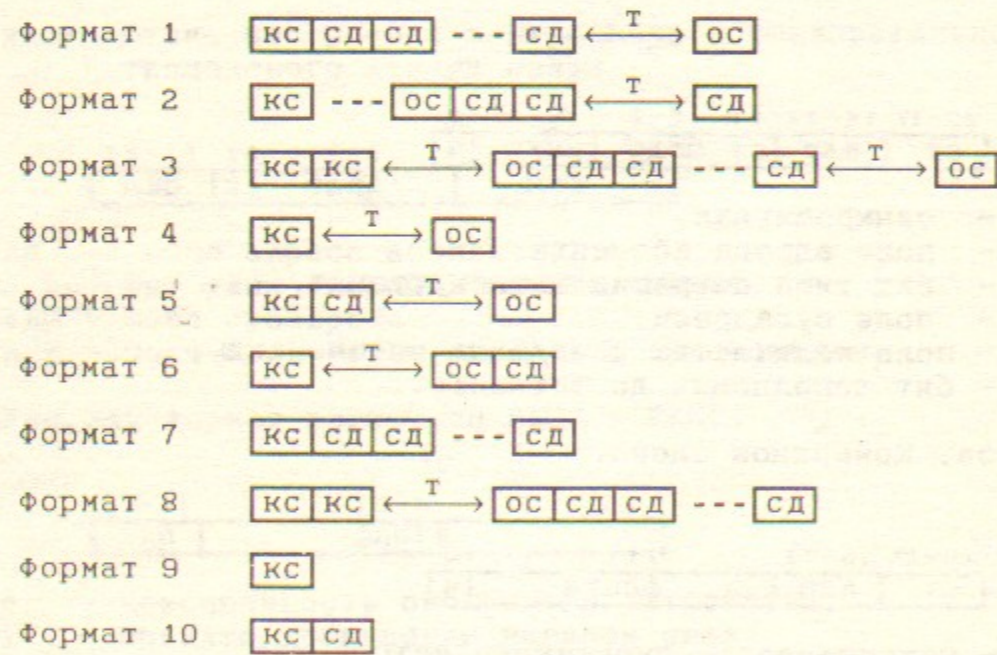 Формат 1 КС СД СД --- СД T ОС
Формат 2 КС --- ОС СД СД T СД
Формат 3 КС КС T ОС СД СД --- СД T ОС
Формат 4 КС T ОС
Формат 5 КС СД T ОС
Формат 6 КС T ОС СД
Формат 7 КС СД СД --- СД
Формат 8 КС КС T ОС СД СД --- СД
Формат 9 КС
Формат 10 КС СД